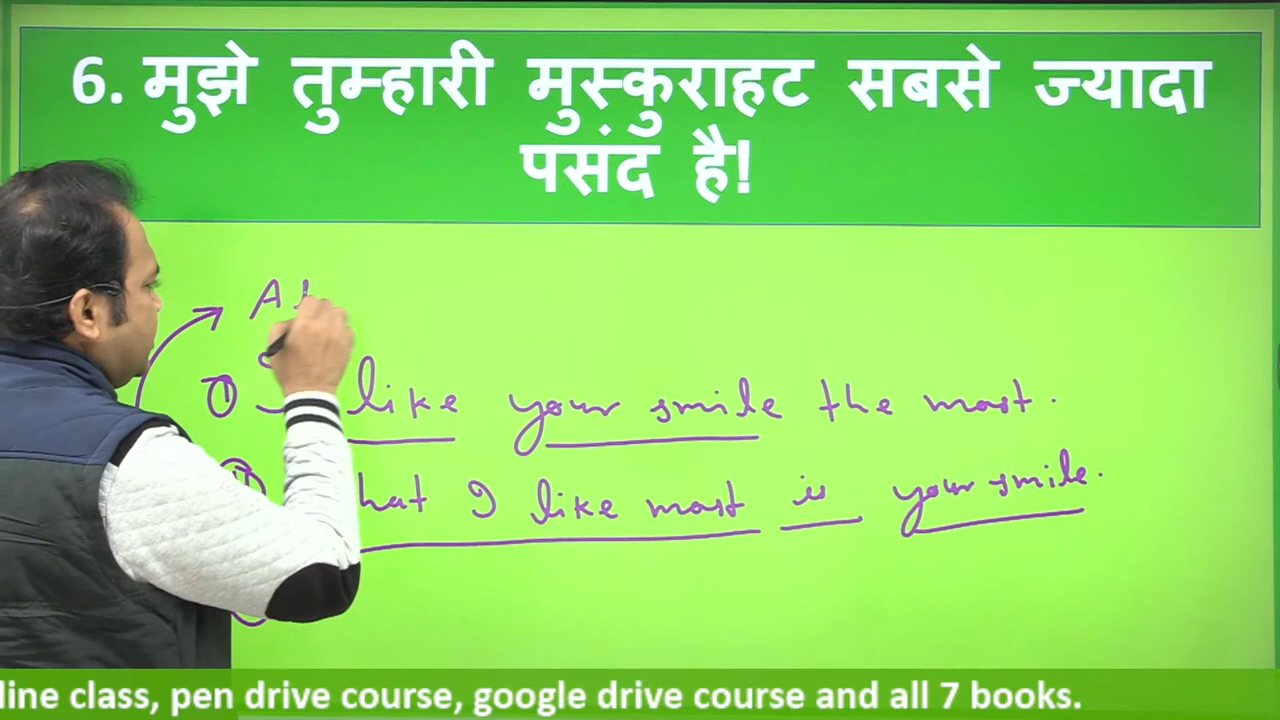 6. मुझे तुम्हारी मुस्कुराहट सबसे ज्यादा
पसंद है!
A
① like your smile the most.
hat I like most is your smile.
line class, pen drive course, google drive course and all 7 books.